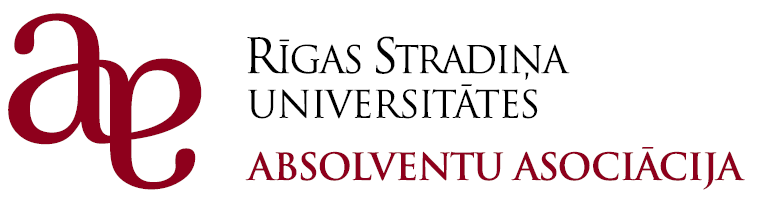 RĪGAS STRADIŅA
UNIVERSITĀTES
ABSOLVENTU ASOCIĀCIJA